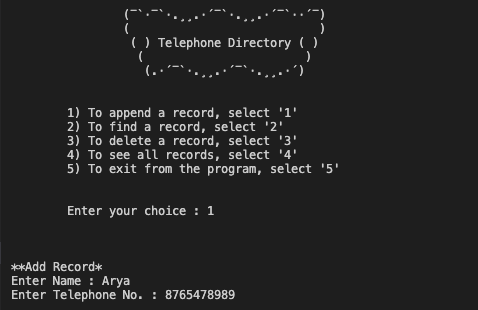 (¯`·.¯`·.¸¸.·´¯`·.¸¸.·´¯`··´¯)
( )
( ) Telephone Directory ( )
( )
(.·´¯`·.¸¸.·´¯`·.¸¸.·´)
1) To append a record, select '1'
2) To find a record, select '2'
3) To delete a record, select '3'
4) To see all records, select '4'
5) To exit from the program, select '5'
Enter your choice : 1
**Add Record*
Enter Name : Arya
Enter Telephone No. : 8765478989